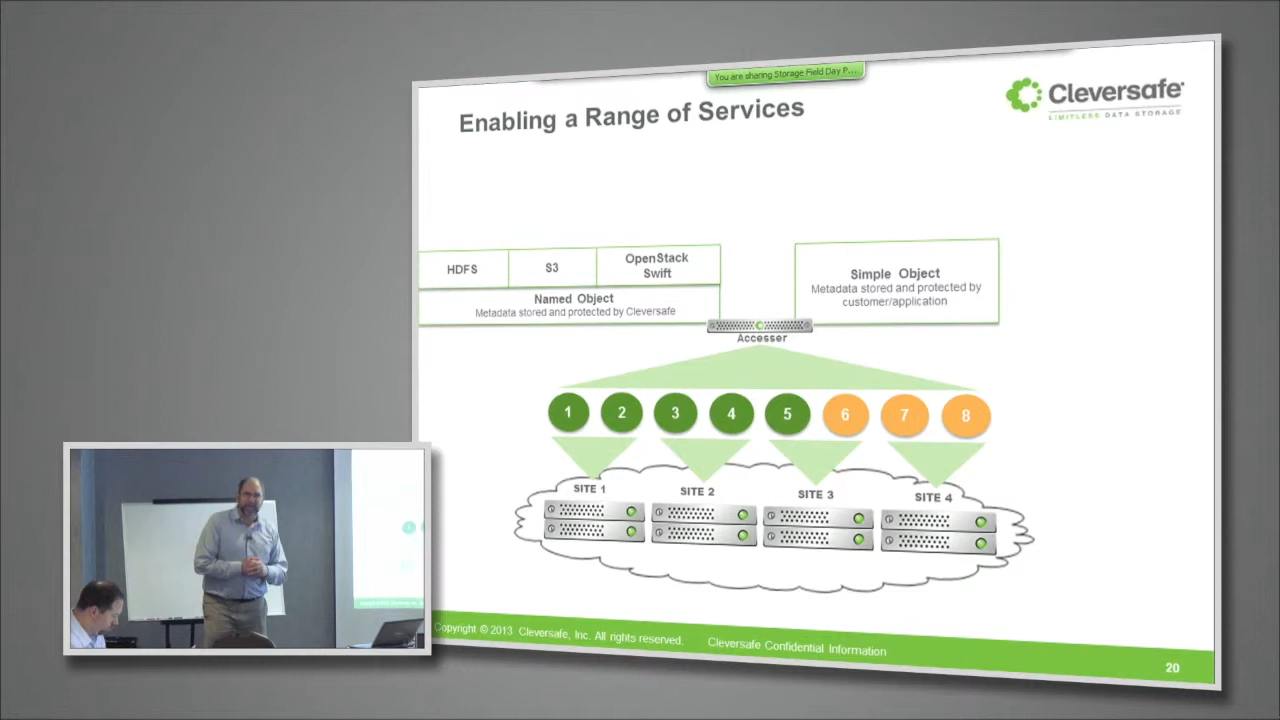 You are sharing Storage Field Day P...
Enabling a Range of Services
Cleversafe
LIMITLESS DATA STORAGE
HDFS
S3
OpenStack
Swift
Named Object
Metadata stored and protected by Cleversafe
Simple Object
Metadata stored and protected by
customer/application
Accesser
1 2 3 4 5 6 7 8
SITE 1
SITE 2
SITE 3
SITE 4
Copyright © 2013 Cleversafe, Inc. All rights reserved.
Cleversafe Confidential Information
20